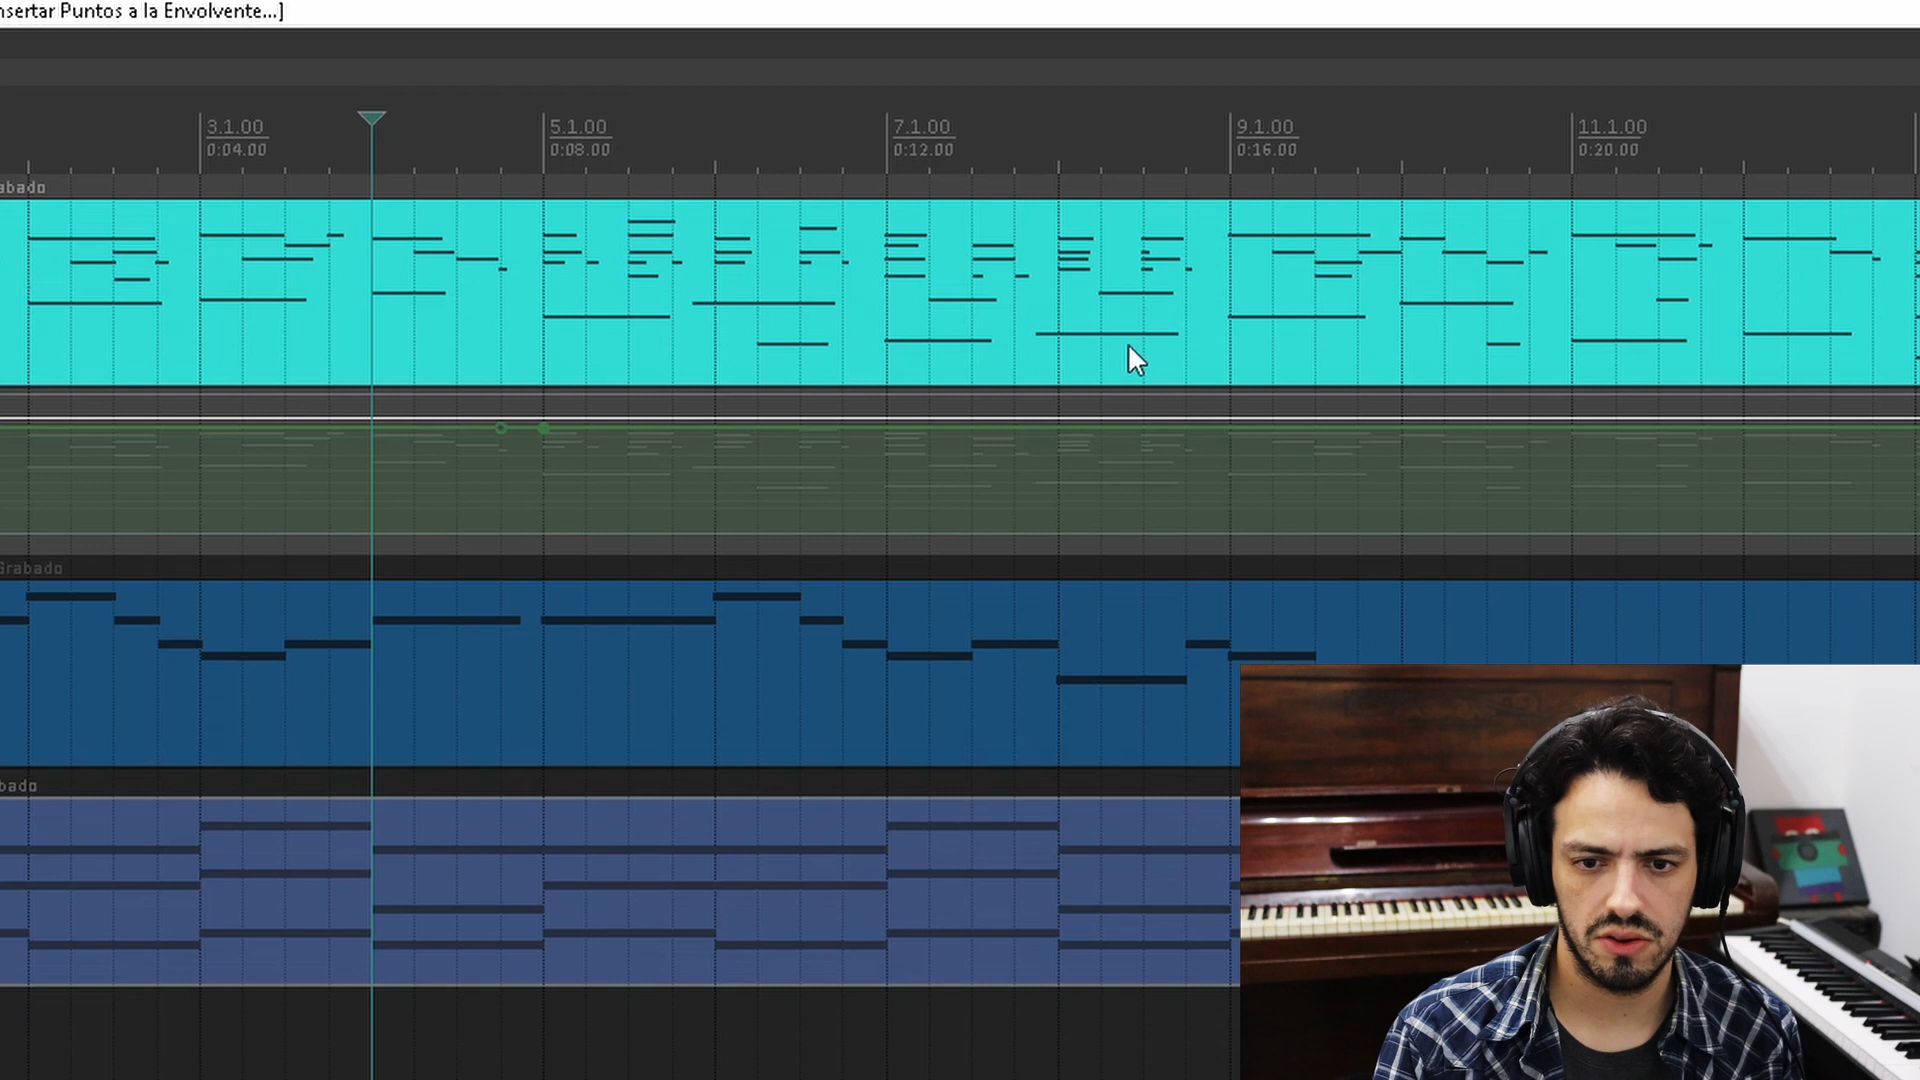 nsertar Puntos a la Envolvente...]
3.1.00
0:04.00
5.1.00
0:08.00
7.1.00
0:12.00
9.1.00
0:16.00
11.1.00
0:20.00
abado
Grabado
bado